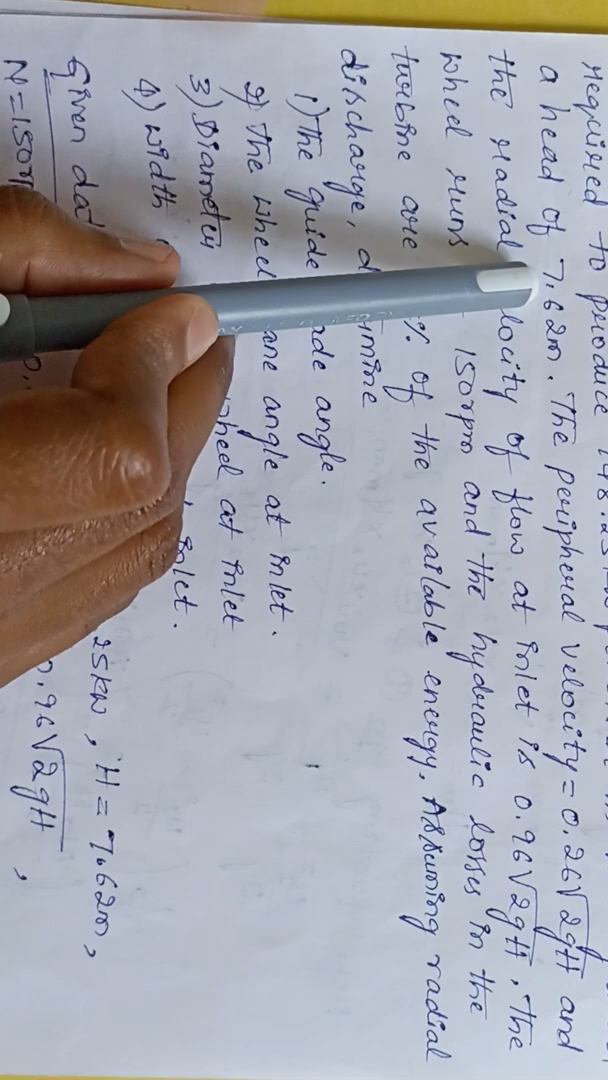 required to produce
a head of 7.62m. The peripheral velocity = 0.26√2gH and
the radial velocity of flow at inlet is 0.96√2gH. The
wheel runs 150rpm and the hydraulic losses in the
turbine are % of the available energy. Assuming radial
discharge,
1) The guide angle.
2) The wheel vane angle at inlet.
3) Diameter wheel at inlet
4) width inlet.
Given
N = 150 25kW, H = 7.62m,
0.96√2gH,